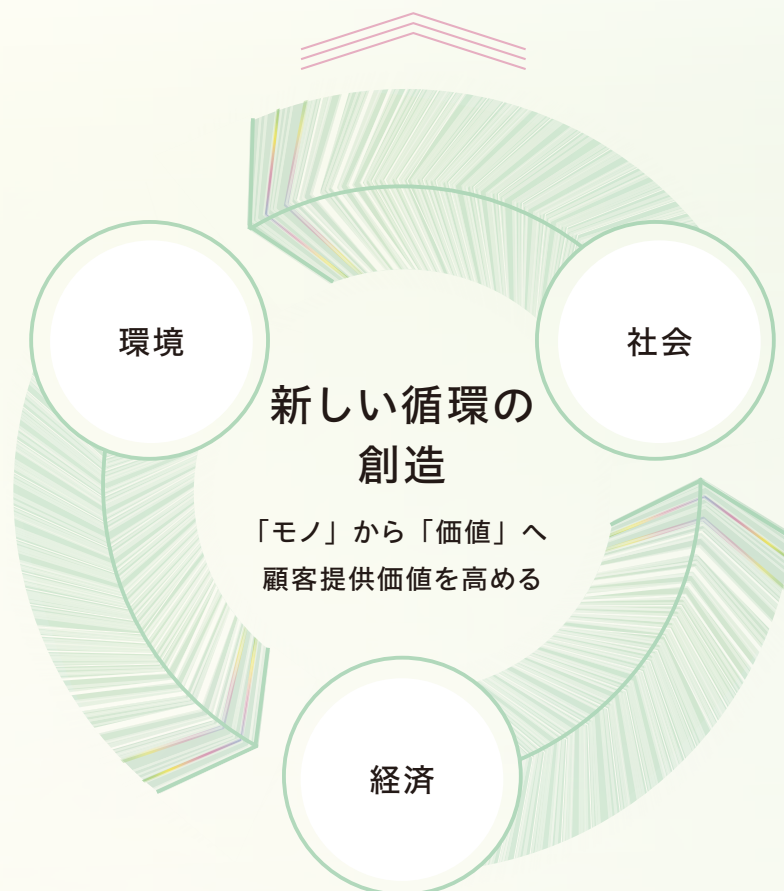 環境
社会
新しい循環の
創造
「モノ」から「価値」へ
顧客提供価値を高める
経済